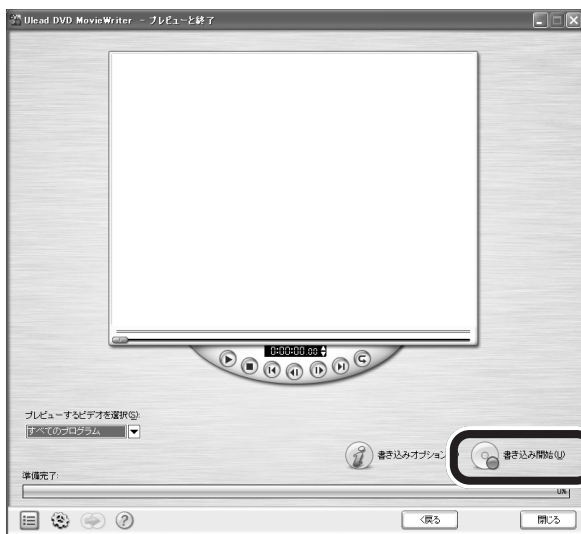 Ulead DVD MovieWriter - プレビューと終了
0:00:00.00
プレビューするビデオを選択(S):
すべてのプログラム
書き込みオプション
書き込み開始(U)
準備完了:
0%
<戻る
閉じる